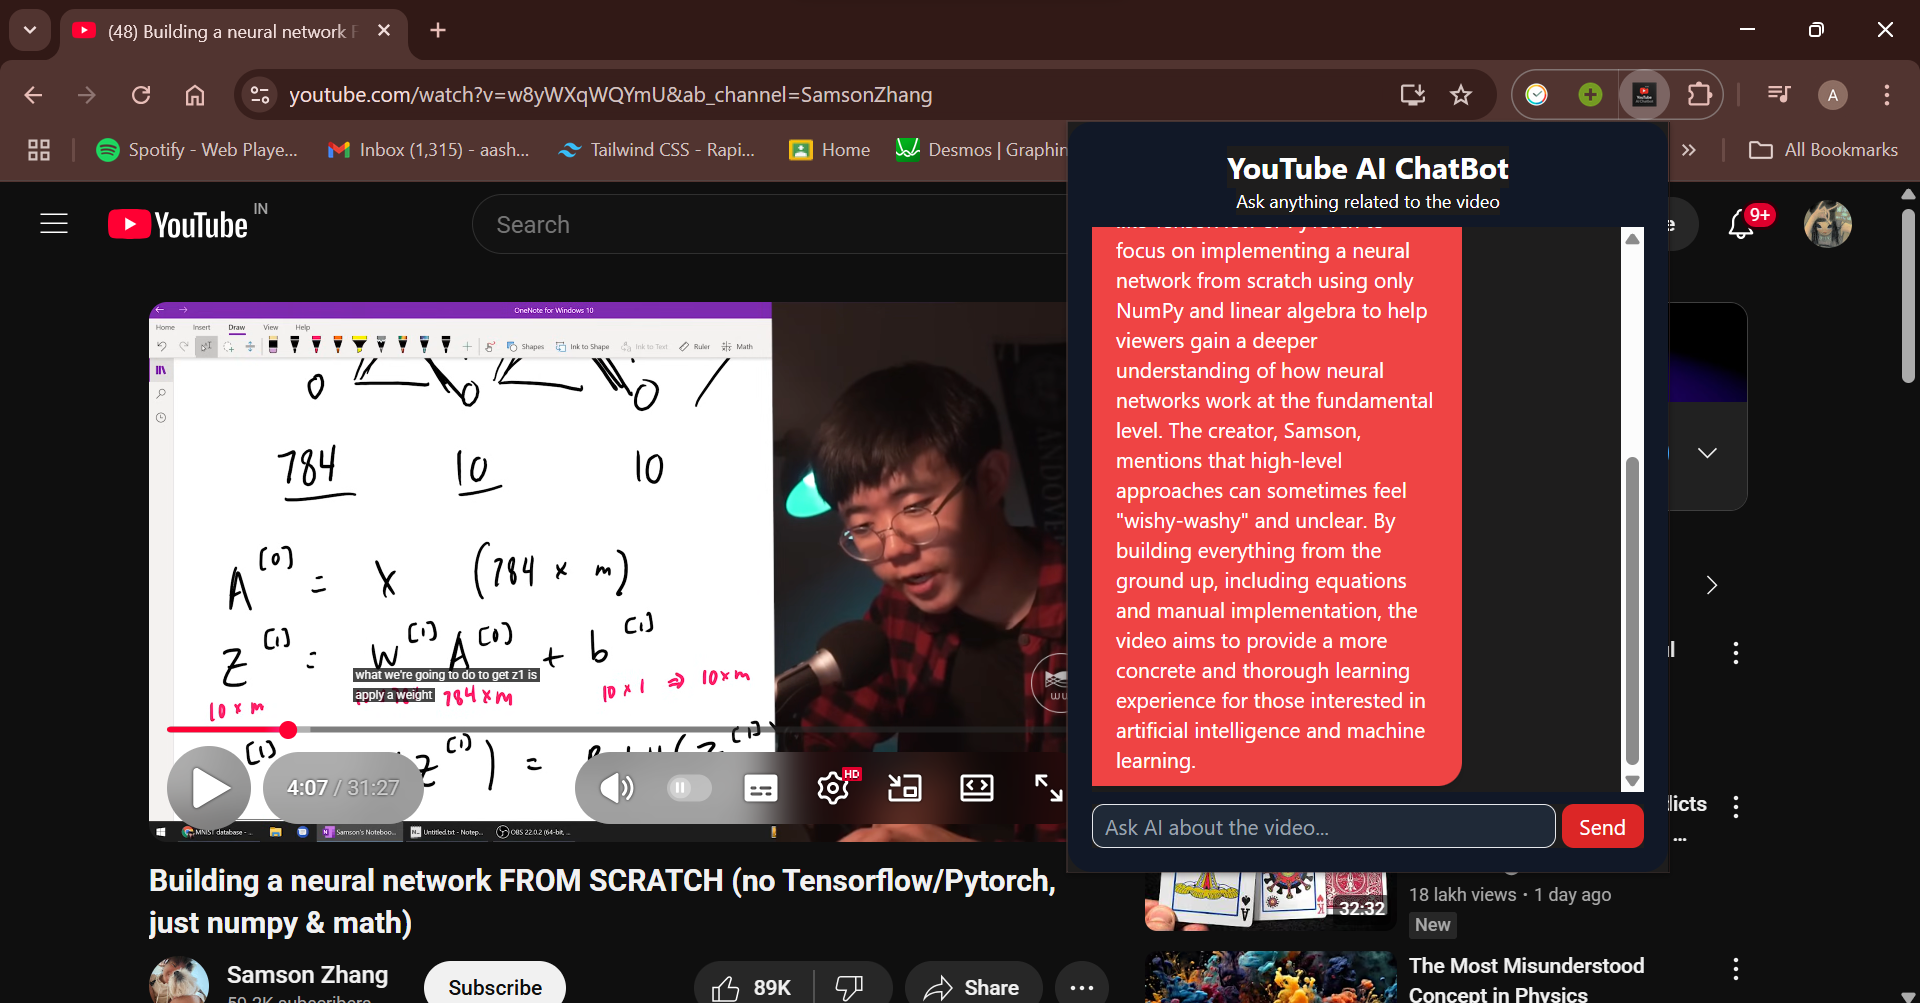 (48) Building a neural network F
youtube.com/watch?v=w8yWXqWQYmU&ab_channel=SamsonZhang
A
Spotify - Web Playe...
Inbox (1,315) - aash...
Tailwind CSS - Rapi...
Home
Desmos | Graphin
All Bookmarks
YouTube
IN
Search
9+
YouTube AI ChatBot
Ask anything related to the video
focus on implementing a neural
network from scratch using only
NumPy and linear algebra to help
viewers gain a deeper
understanding of how neural
networks work at the fundamental
level. The creator, Samson,
mentions that high-level
approaches can sometimes feel
"wishy-washy" and unclear. By
building everything from the
ground up, including equations
and manual implementation, the
video aims to provide a more
concrete and thorough learning
experience for those interested in
artificial intelligence and machine
learning.
Ask AI about the video...
Send
OneNote for Windows 10
Home Insert Draw View Help
Shapes Ink to Shape Ink to Text Ruler Math
0 0 0
784 10 10
A[0] = X (784 x m)
Z[1] = W[1] A[0] + b[1]
what we're going to do to get z1 is
apply a weight
10 x m 784 x m 10 x 1 ⇒ 10 x m
4:07 / 31:27
HD
MNIST database - ...
Samson's Noteboo...
Untitled.txt - Notep...
OBS 22.0.2 (64-bit, ...
Building a neural network FROM SCRATCH (no Tensorflow/Pytorch,
just numpy & math)
Samson Zhang
Subscribe
89K
Share
32:32
18 lakh views • 1 day ago
New
The Most Misunderstood
Concept in Physics